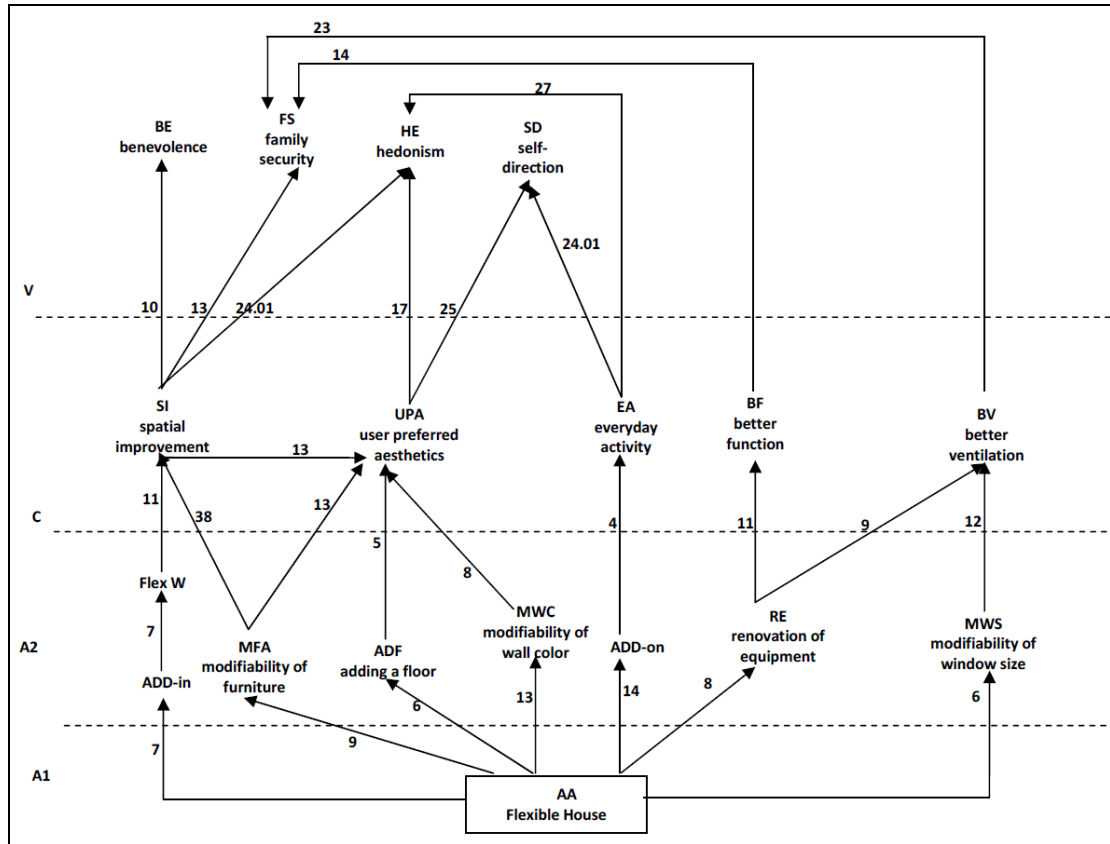 23
14
27
BE
benevolence
FS
family
security
HE
hedonism
SD
self-
direction
24.01
V
10
13
24.01
17
25
SI
spatial
improvement
UPA
user preferred
aesthetics
EA
everyday
activity
BF
better
function
BV
better
ventilation
13
11
38
13
C
5
4
11
9
12
8
Flex W
7
A2
MFA
modifiability of
furniture
ADF
adding a floor
MWC
modifiability of
wall color
ADD-on
RE
renovation of
equipment
MWS
modifiability of
window size
ADD-in
7
9
6
13
14
8
6
A1
AA
Flexible House